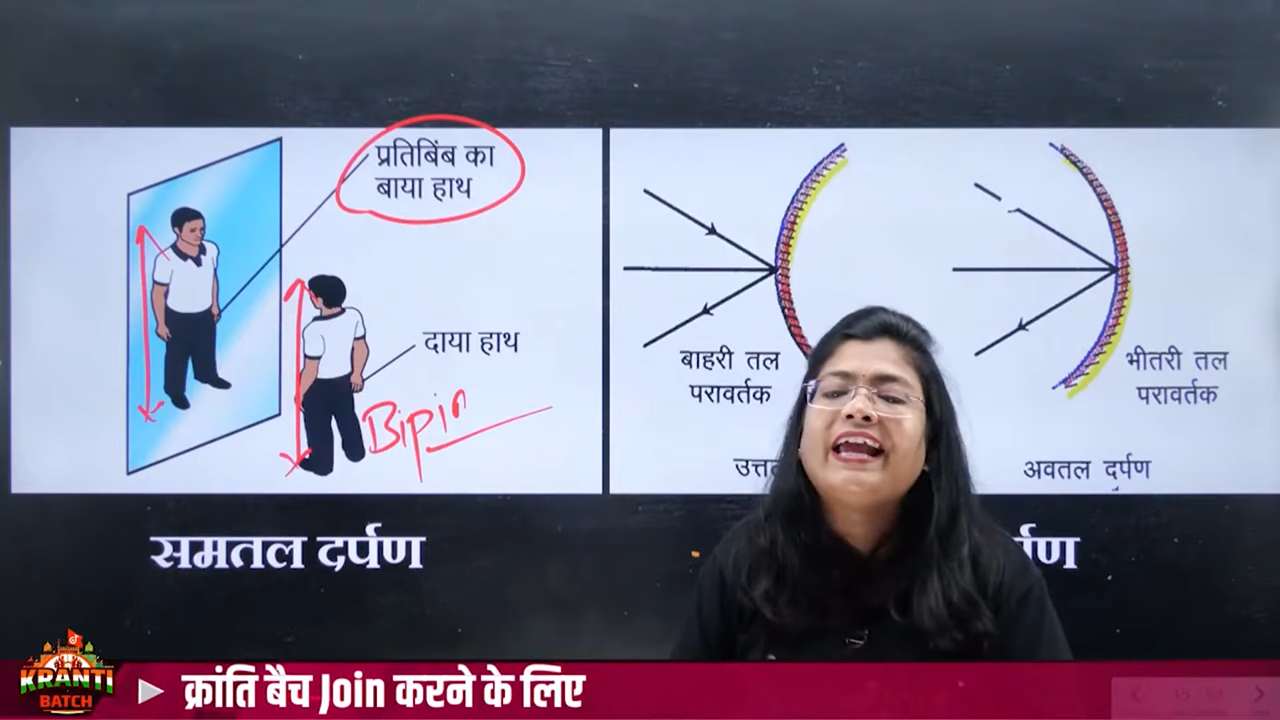 प्रतिबिंब का
बाया हाथ
दाया हाथ
Bipin
बाहरी तल
परावर्तक
भीतरी तल
परावर्तक
अवतल दर्पण
समतल दर्पण
KRANTI
BATCH
क्रांति बैच Join करने के लिए